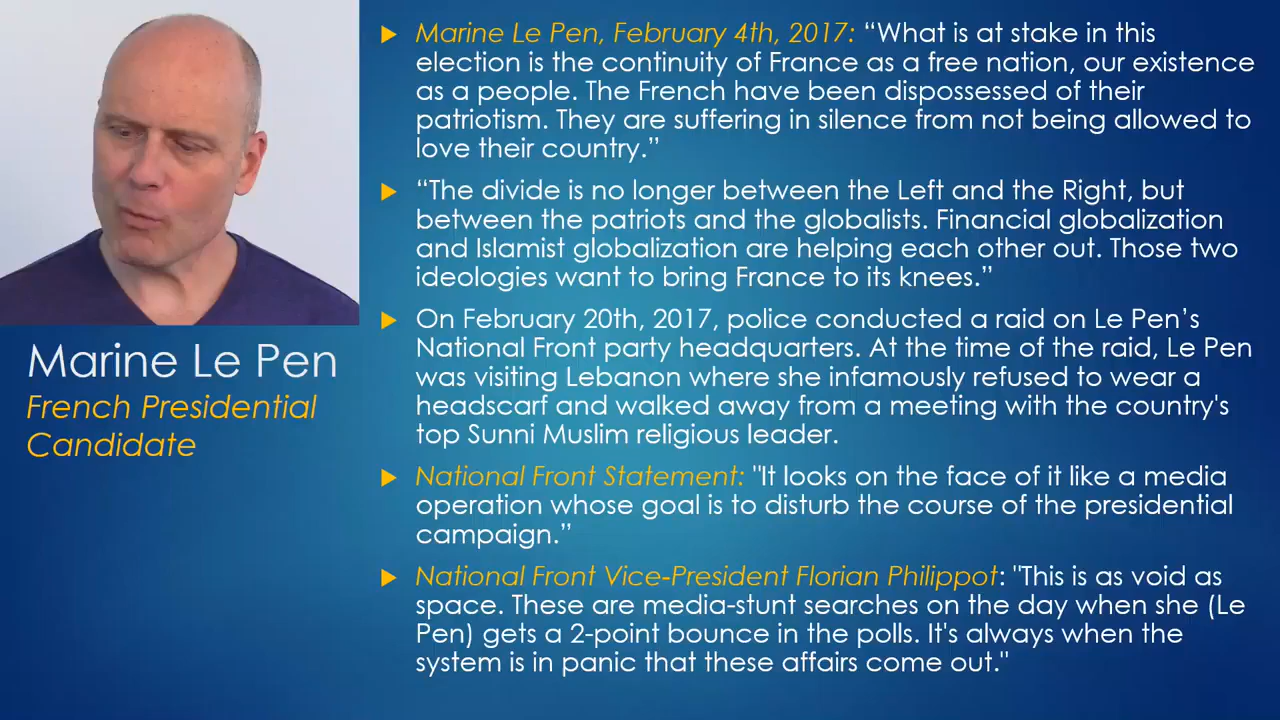 Marine Le Pen
French Presidential
Candidate
Marine Le Pen, February 4th, 2017: “What is at stake in this
election is the continuity of France as a free nation, our existence
as a people. The French have been dispossessed of their
patriotism. They are suffering in silence from not being allowed to
love their country.”
“The divide is no longer between the Left and the Right, but
between the patriots and the globalists. Financial globalization
and Islamist globalization are helping each other out. Those two
ideologies want to bring France to its knees.”
On February 20th, 2017, police conducted a raid on Le Pen’s
National Front party headquarters. At the time of the raid, Le Pen
was visiting Lebanon where she infamously refused to wear a
headscarf and walked away from a meeting with the country's
top Sunni Muslim religious leader.
National Front Statement: "It looks on the face of it like a media
operation whose goal is to disturb the course of the presidential
campaign.”
National Front Vice-President Florian Philippot: "This is as void as
space. These are media-stunt searches on the day when she (Le
Pen) gets a 2-point bounce in the polls. It's always when the
system is in panic that these affairs come out."